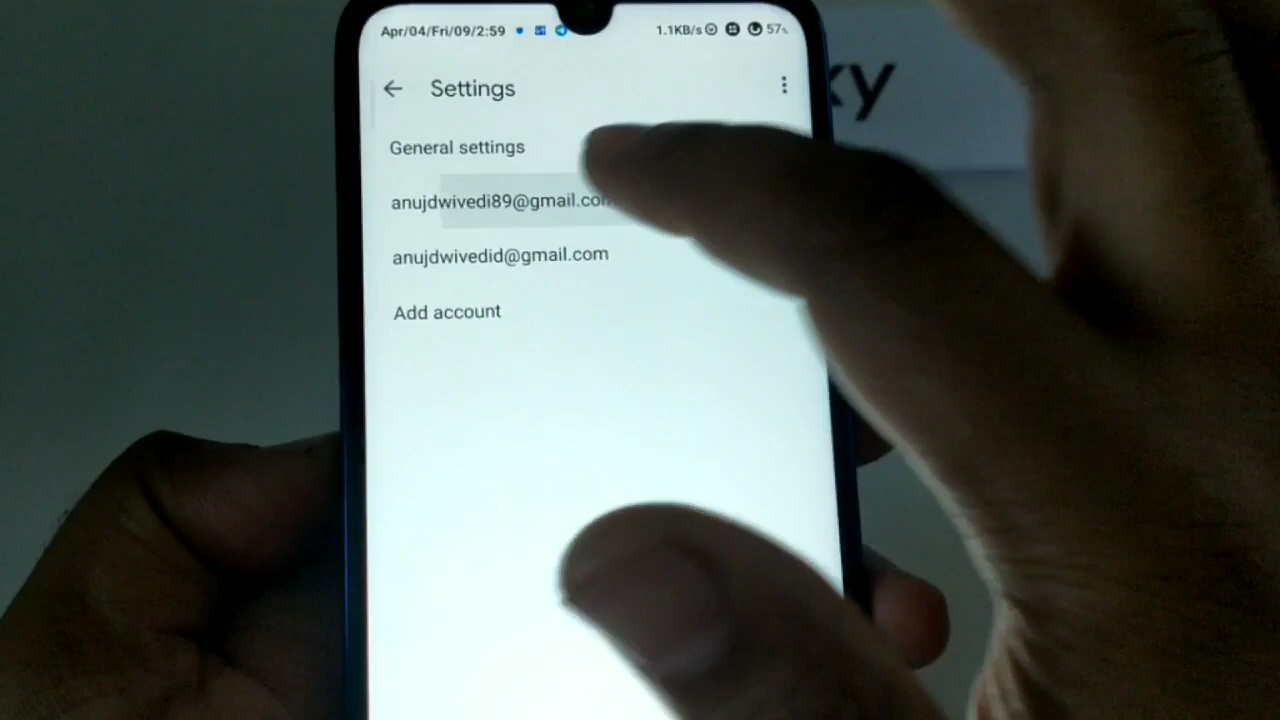 Apr/04/Fri/09/2:59
1.1KB/s 57%
Settings
General settings
anujdwivedi89@gmail.com
anujdwivedid@gmail.com
Add account